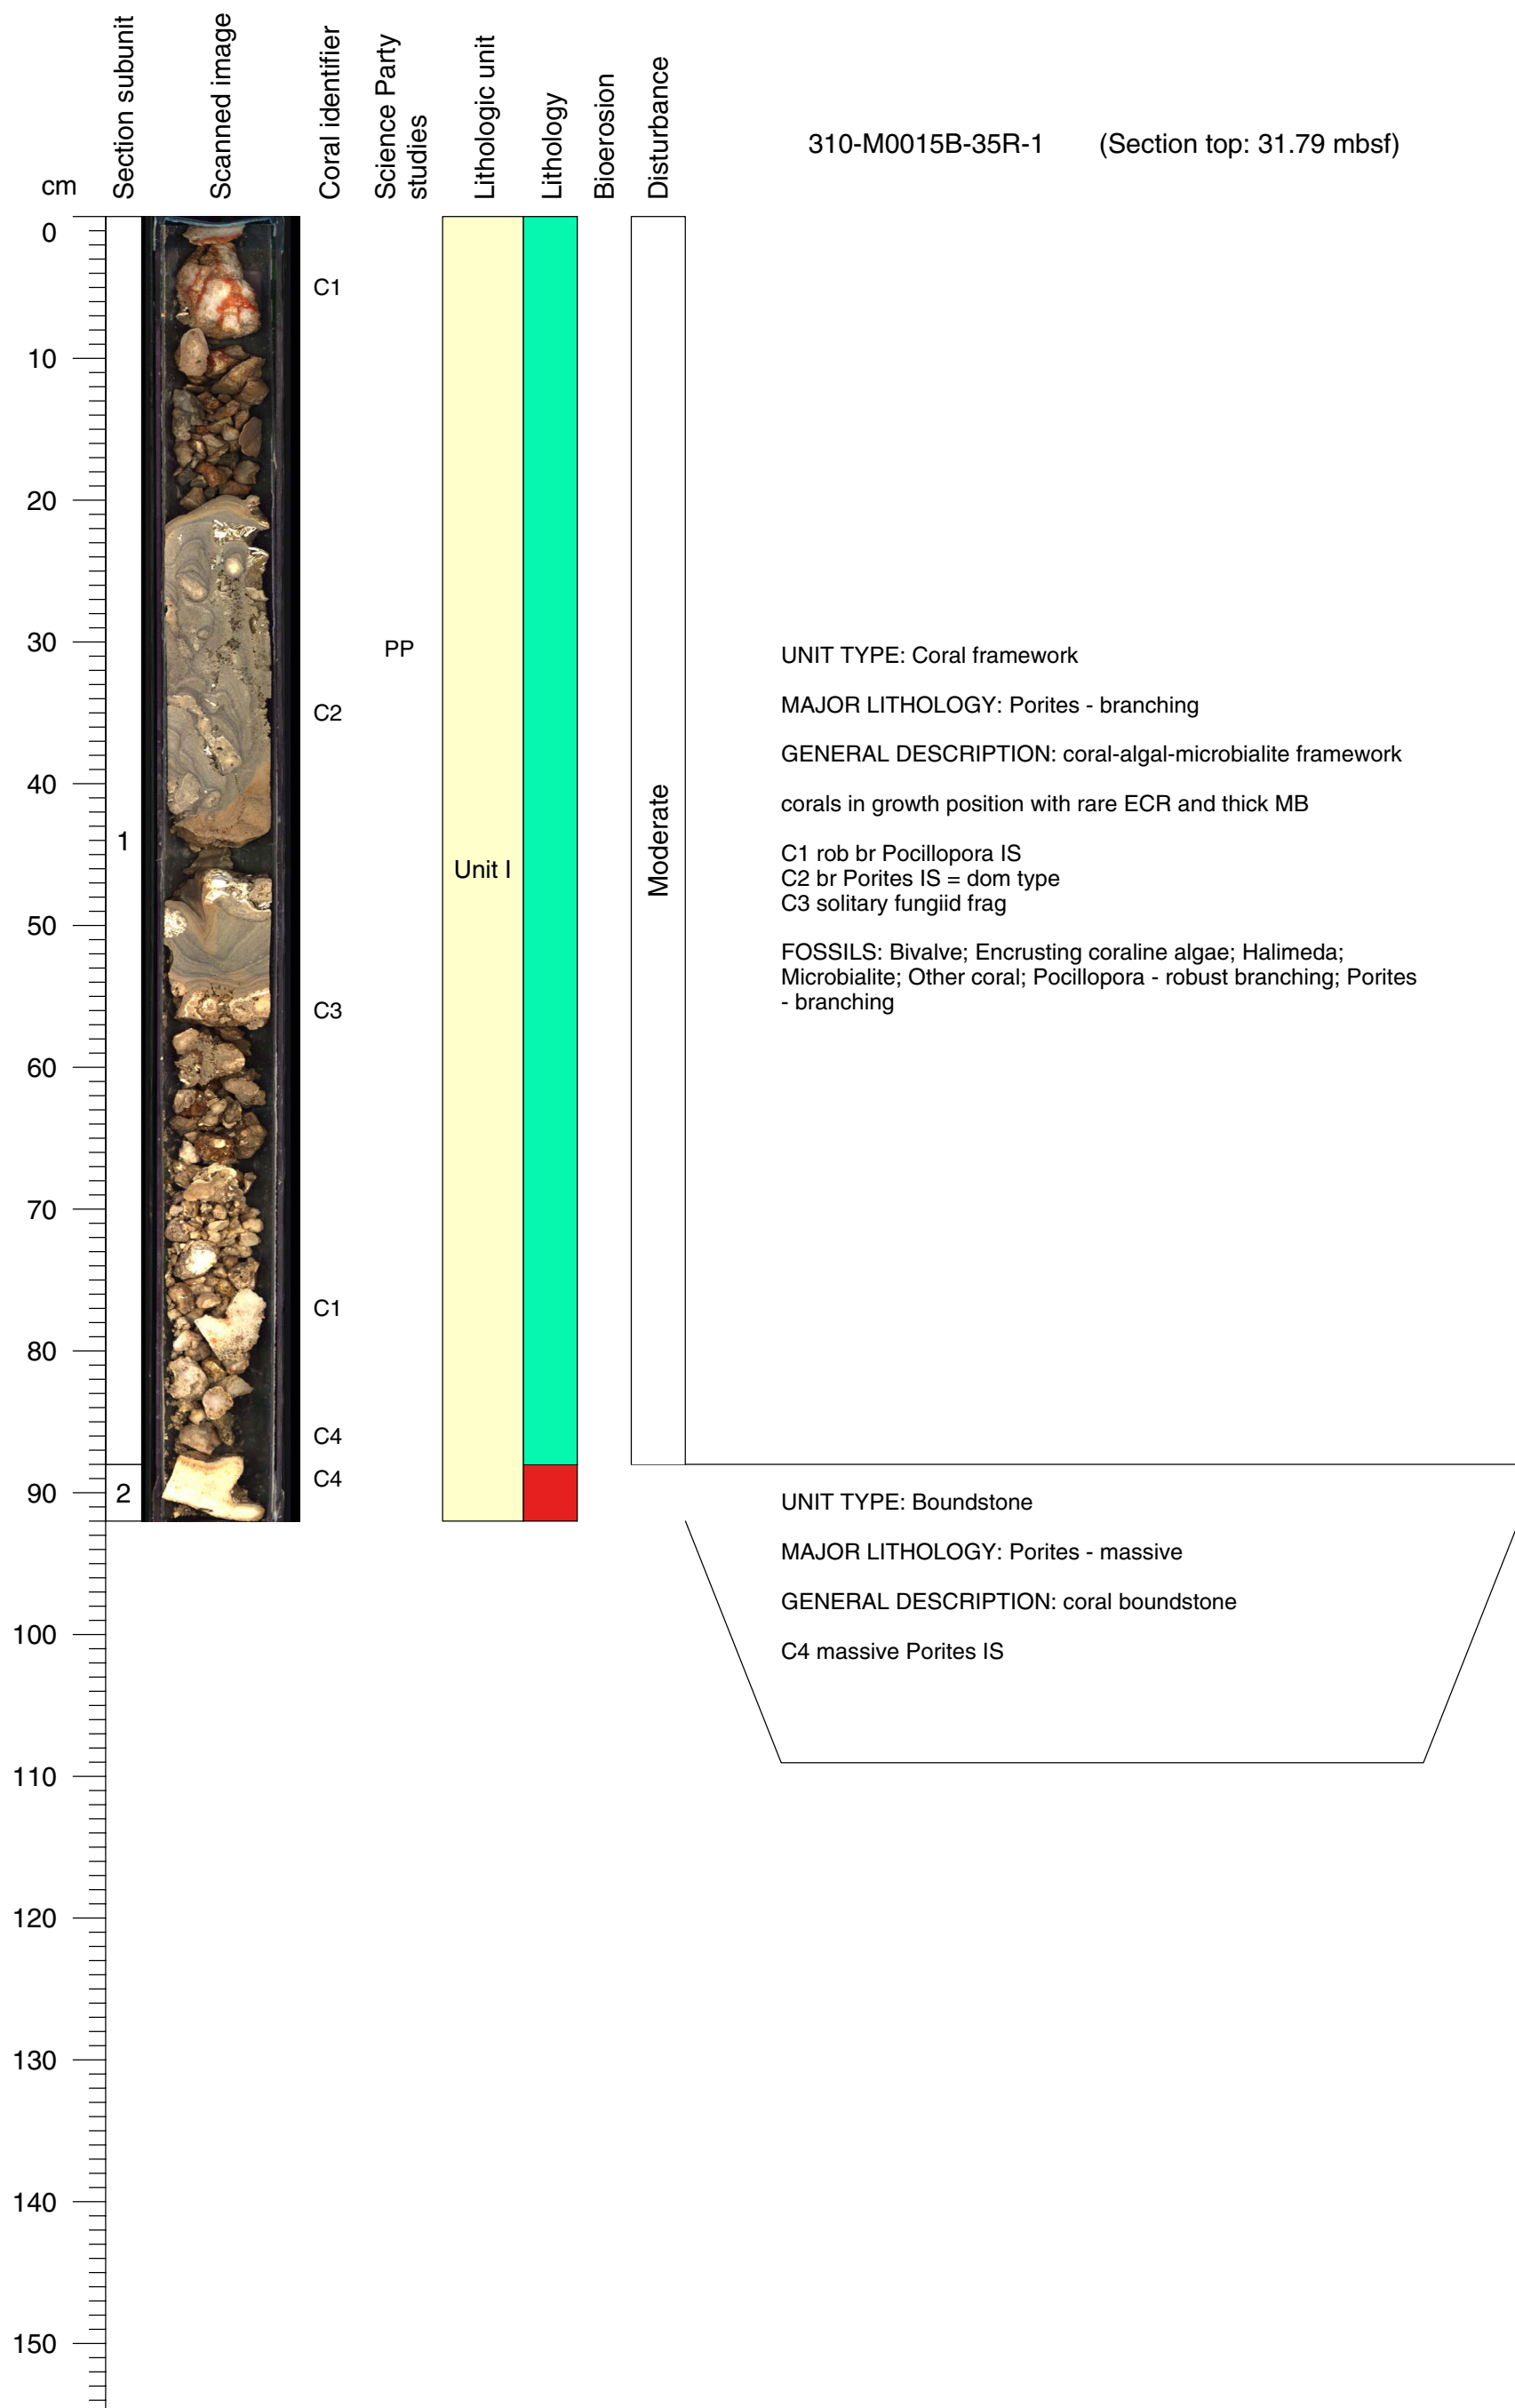 Section subunit
Scanned image
Coral identifier
Science Party
studies
Lithologic unit
Lithology
Bioerosion
Disturbance
310-M0015B-35R-1 (Section top: 31.79 mbsf)
cm
0
C1
10
20
30
PP
UNIT TYPE: Coral framework
C2
MAJOR LITHOLOGY: Porites - branching
GENERAL DESCRIPTION: coral-algal-microbialite framework
40
corals in growth position with rare ECR and thick MB
1
Unit I
Moderate
C1 rob br Pocillopora IS
C2 br Porites IS = dom type
C3 solitary fungiid frag
50
FOSSILS: Bivalve; Encrusting coraline algae; Halimeda;
Microbialite; Other coral; Pocillopora - robust branching; Porites
- branching
C3
60
70
C1
80
C4
C4
90
2
UNIT TYPE: Boundstone
MAJOR LITHOLOGY: Porites - massive
GENERAL DESCRIPTION: coral boundstone
100
C4 massive Porites IS
110
120
130
140
150